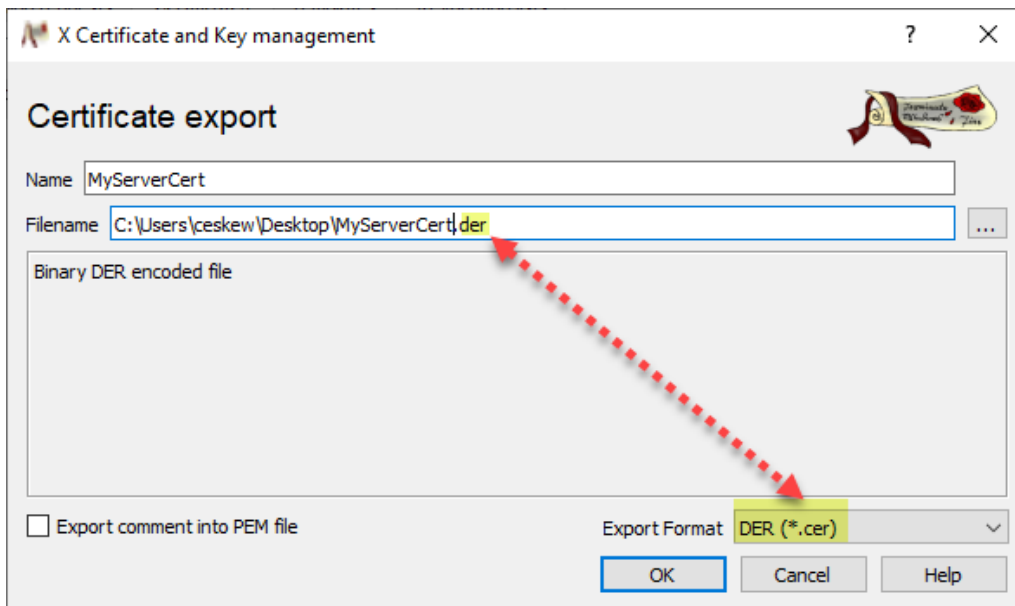 X Certificate and Key management
?
Certificate export
Name MyServerCert
Filename C:\Users\ceskew\Desktop\MyServerCert.der ...
Binary DER encoded file
Export comment into PEM file
Export Format DER (*.cer)
OK Cancel Help